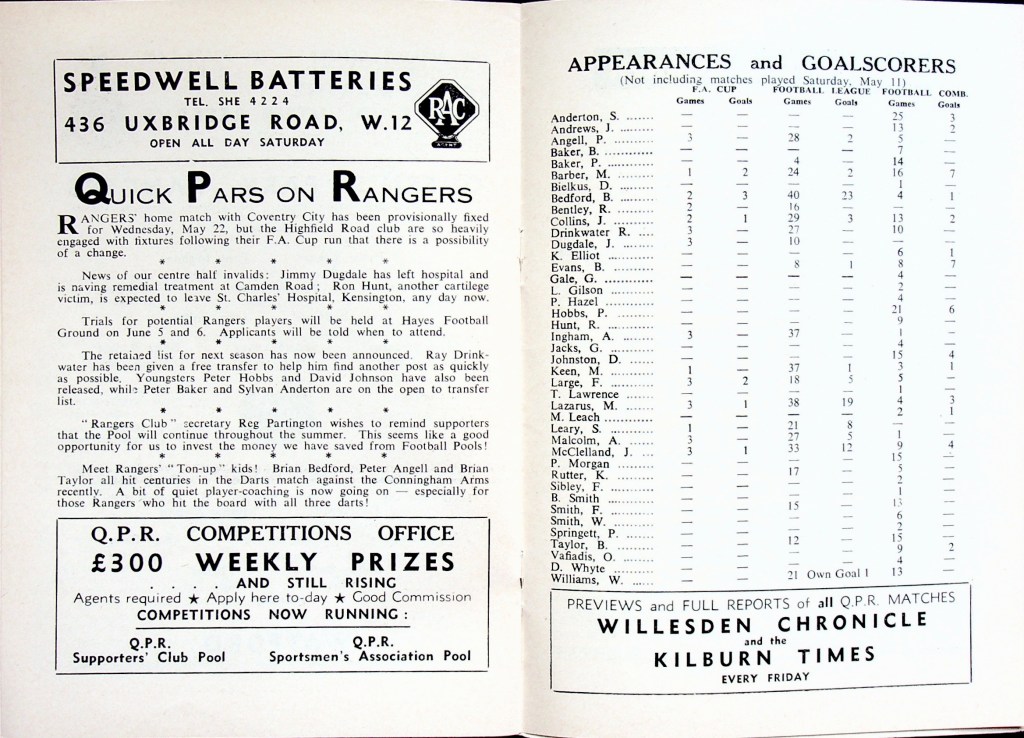 SPEEDWELL BATTERIES
TEL. SHE 4224
436 UXBRIDGE ROAD, W.12
OPEN ALL DAY SATURDAY
RAC
AGENT
QUICK PARS ON RANGERS
RANGERS' home match with Coventry City has been provisionally fixed
for Wednesday, May 22, but the Highfield Road club are so heavily
engaged with fixtures following their F.A. Cup run that there is a possibility
of a change.
* * * * *
News of our centre half invalids: Jimmy Dugdale has left hospital and
is having remedial treatment at Camden Road; Ron Hunt, another cartilege
victim, is expected to leave St. Charles' Hospital, Kensington, any day now.
* * * * *
Trials for potential Rangers players will be held at Hayes Football
Ground on June 5 and 6. Applicants will be told when to attend.
* * * * *
The retained list for next season has now been announced. Ray Drink-
water has been given a free transfer to help him find another post as quickly
as possible. Youngsters Peter Hobbs and David Johnson have also been
released, while Peter Baker and Sylvan Anderton are on the open to transfer
list.
* * * * *
"Rangers Club" secretary Reg Partington wishes to remind supporters
that the Pool will continue throughout the summer. This seems like a good
opportunity for us to invest the money we have saved from Football Pools!
* * * * *
Meet Rangers' "Ton-up" kids! Brian Bedford, Peter Angell and Brian
Taylor all hit centuries in the Darts match against the Conningham Arms
recently. A bit of quiet player-coaching is now going on — especially for
those Rangers who hit the board with all three darts!
Q.P.R. COMPETITIONS OFFICE
£300 WEEKLY PRIZES
. . . . AND STILL RISING
Agents required ★ Apply here to-day ★ Good Commission
COMPETITIONS NOW RUNNING:
Q.P.R. Q.P.R.
Supporters' Club Pool Sportsmen's Association Pool
APPEARANCES and GOALSCORERS
(Not including matches played Saturday, May 11)
F.A. CUP FOOTBALL LEAGUE FOOTBALL COMB.
Games Goals Games Goals Games Goals
Anderton, S. ....... — — — — 25 3
Andrews, J. ......... — — — — 13 2
Angell, P. ........... 3 — 28 2 5 —
Baker, B. ............ — — — — 7 —
Baker, P. ............ — — 4 — 14 —
Barber, M. .......... 1 2 24 2 16 7
Bielkus, D. .......... — — — — 1 —
Bedford, B. ......... 2 3 40 23 4 1
Bentley, R. .......... 2 — 16 — — —
Collins, J. ........... 2 1 29 3 13 2
Drinkwater R. .... 3 — 27 — 10 —
Dugdale, J. ......... 3 — 10 — — —
K. Elliot ............. — — — — 6 1
Evans, B. ............ — — 8 1 8 7
Gale, G. ............. — — — — 4 —
L. Gilson ........... — — — — 2 —
P. Hazel ............ — — — — 4 —
Hobbs, P. ........... — — — — 21 6
Hunt, R. ............. — — — — 9 —
Ingham, A. ......... 3 — 37 — 1 —
Jacks, G. ............ — — — — 4 —
Johnston, D. ....... — — — — 15 4
Keen, M. ............ 1 — 37 1 3 1
Large, F. ............ 3 2 18 5 5 —
T. Lawrence ....... — — — — 1 —
Lazarus, M. ........ 3 1 38 19 4 3
M. Leach ............ — — — — 2 1
Leary, S. ............ 1 — 21 8 — —
Malcolm, A. ........ 3 — 27 5 1 —
McClelland, J. .... 3 1 33 12 9 4
P. Morgan .......... — — — — 15 —
Rutter, K. ........... — — 17 — 5 —
Sibley, F. ............ — — — — 2 —
B. Smith ............ — — — — 1 —
Smith, F. ............ — — 15 — 13 —
Smith, W. ........... — — — — 6 —
Springett, P. ........ — — — — 2 —
Taylor, B. ........... — — 12 — 15 —
Vafiadis, O. ......... — — — — 9 2
D. Whyte ............ — — — — 4 —
Williams, W. ....... — — 21 Own Goal 1 13 —
PREVIEWS and FULL REPORTS of all Q.P.R. MATCHES
WILLESDEN CHRONICLE
and the
KILBURN TIMES
EVERY FRIDAY